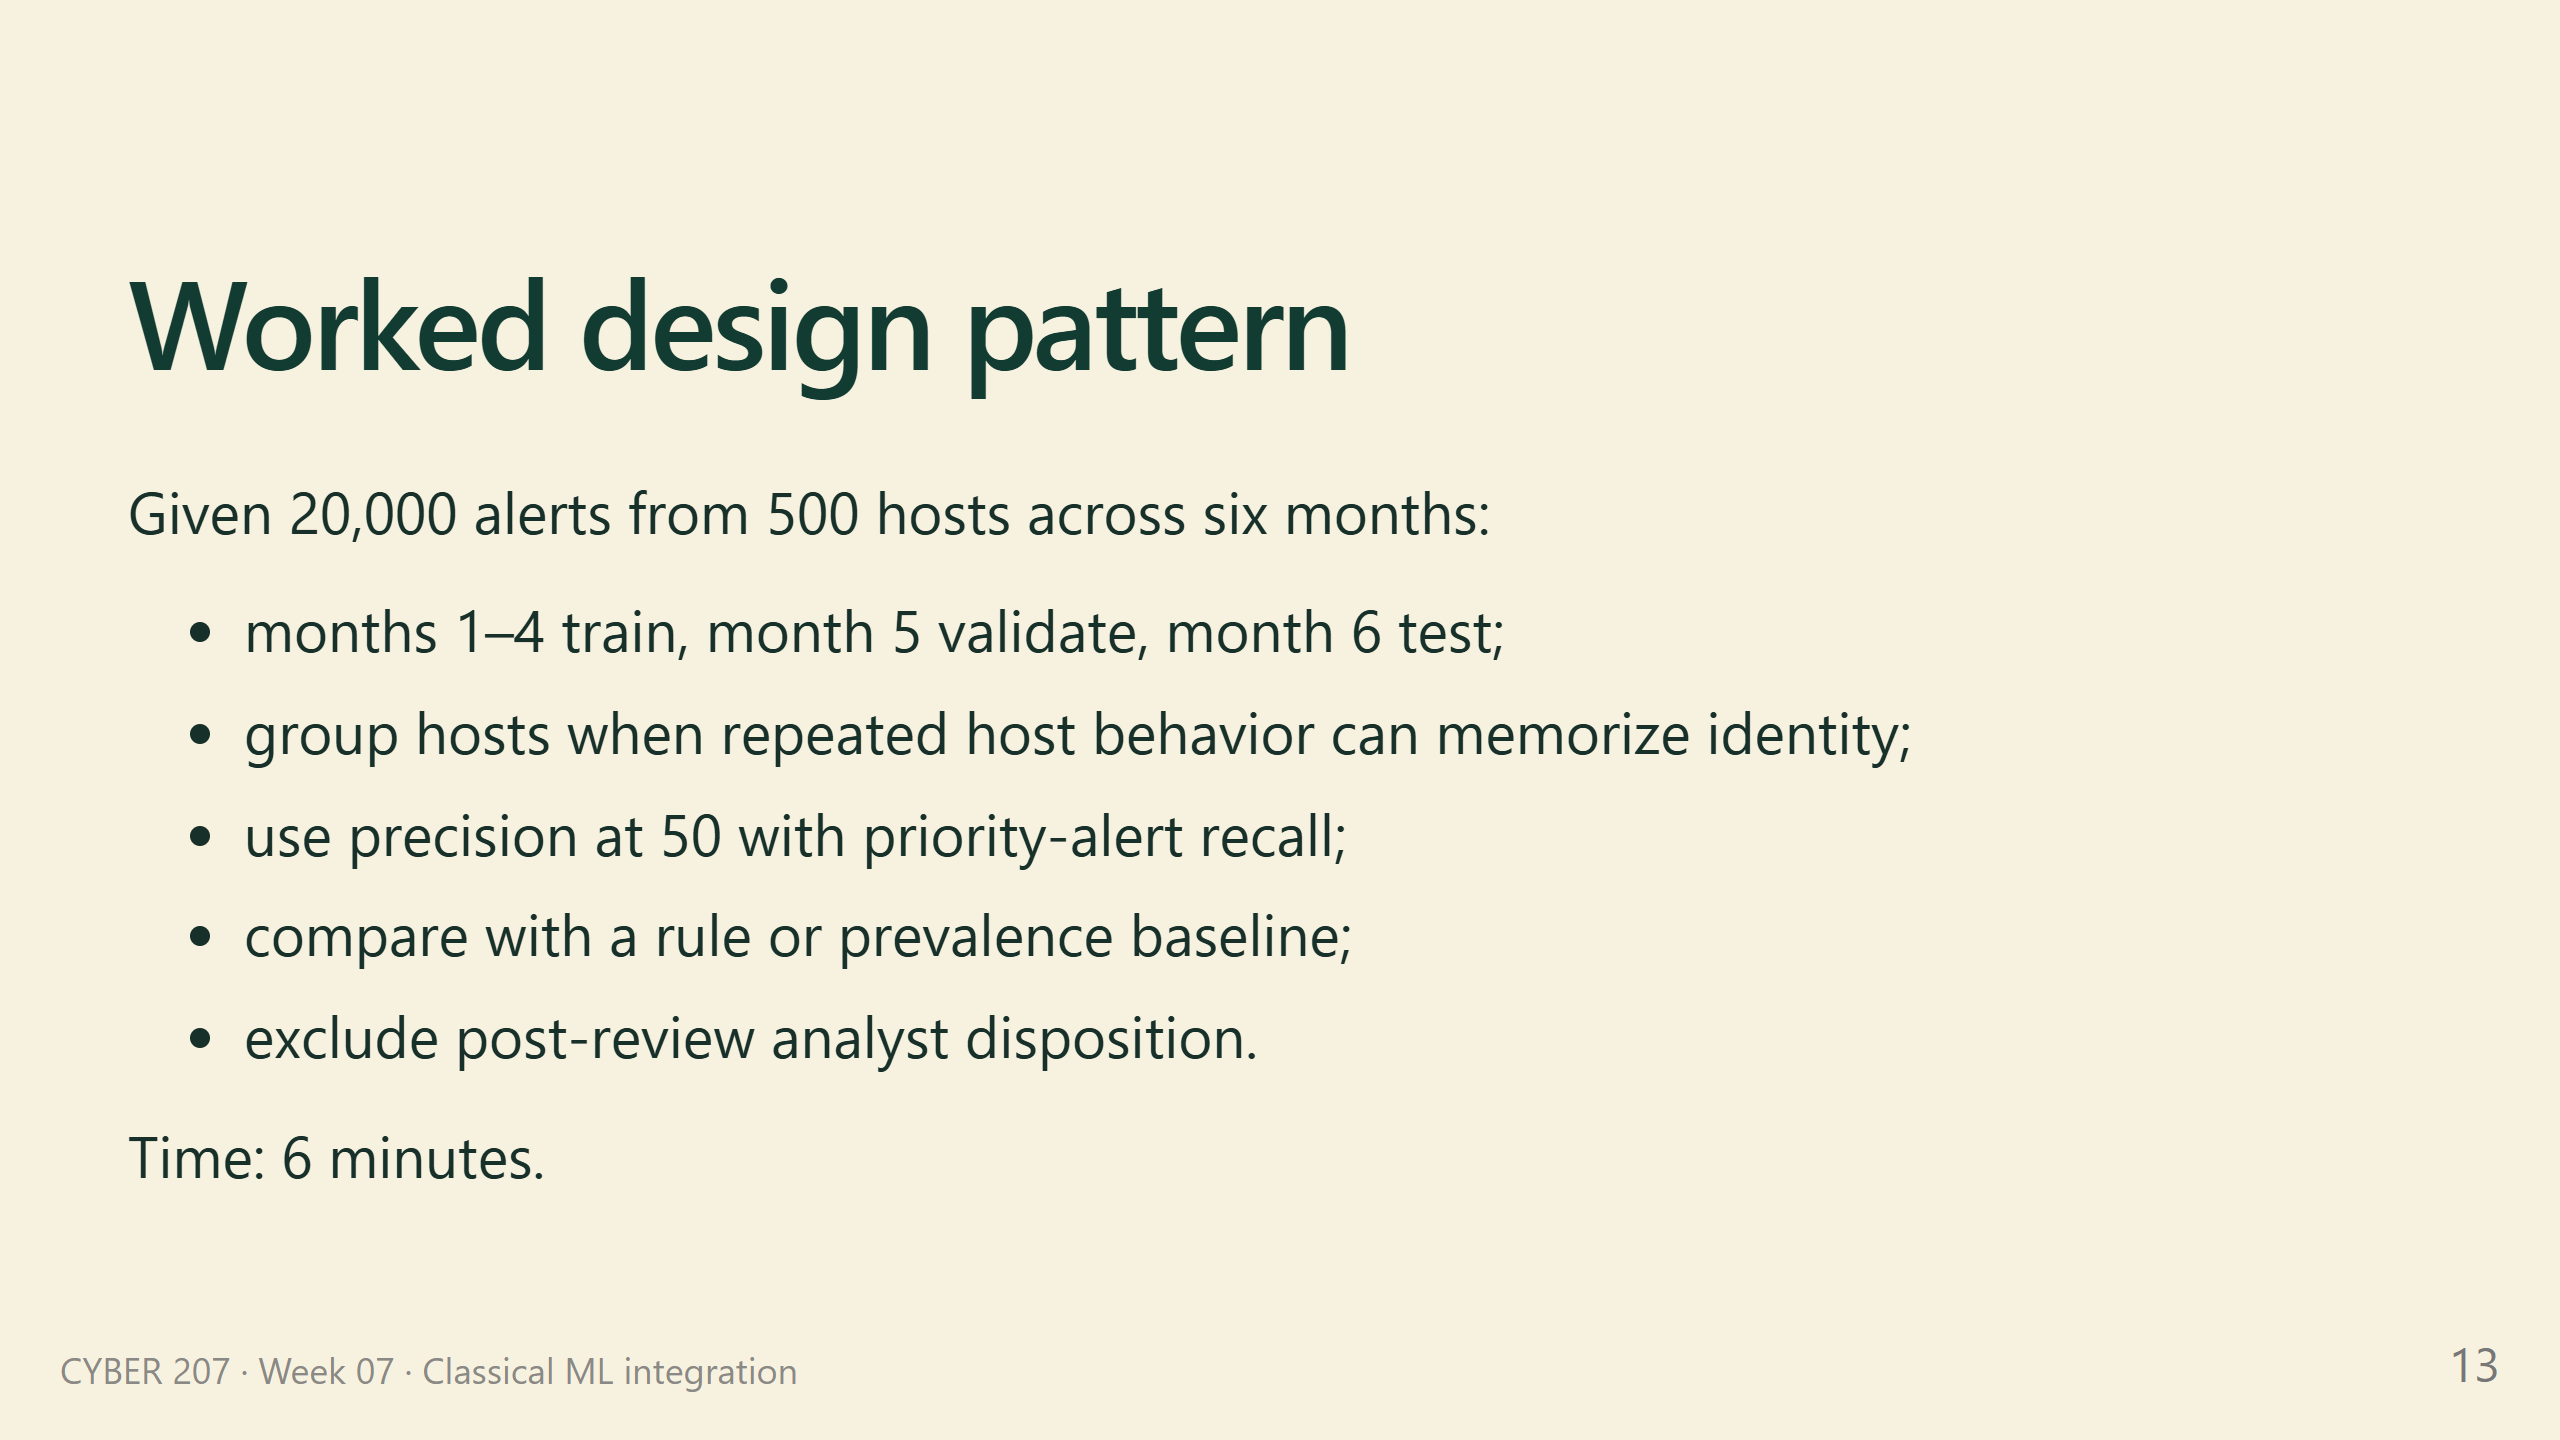 Worked design pattern
Given 20,000 alerts from 500 hosts across six months:
• months 1–4 train, month 5 validate, month 6 test;
• group hosts when repeated host behavior can memorize identity;
• use precision at 50 with priority-alert recall;
• compare with a rule or prevalence baseline;
• exclude post-review analyst disposition.
Time: 6 minutes.
CYBER 207 · Week 07 · Classical ML integration
13